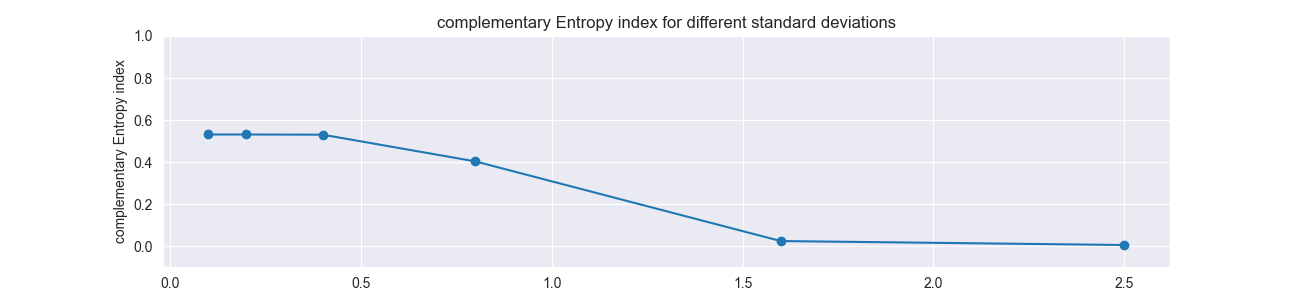 complementary Entropy index for different standard deviations
complementary Entropy index
1.0
0.8
0.6
0.4
0.2
0.0
0.0 0.5 1.0 1.5 2.0 2.5